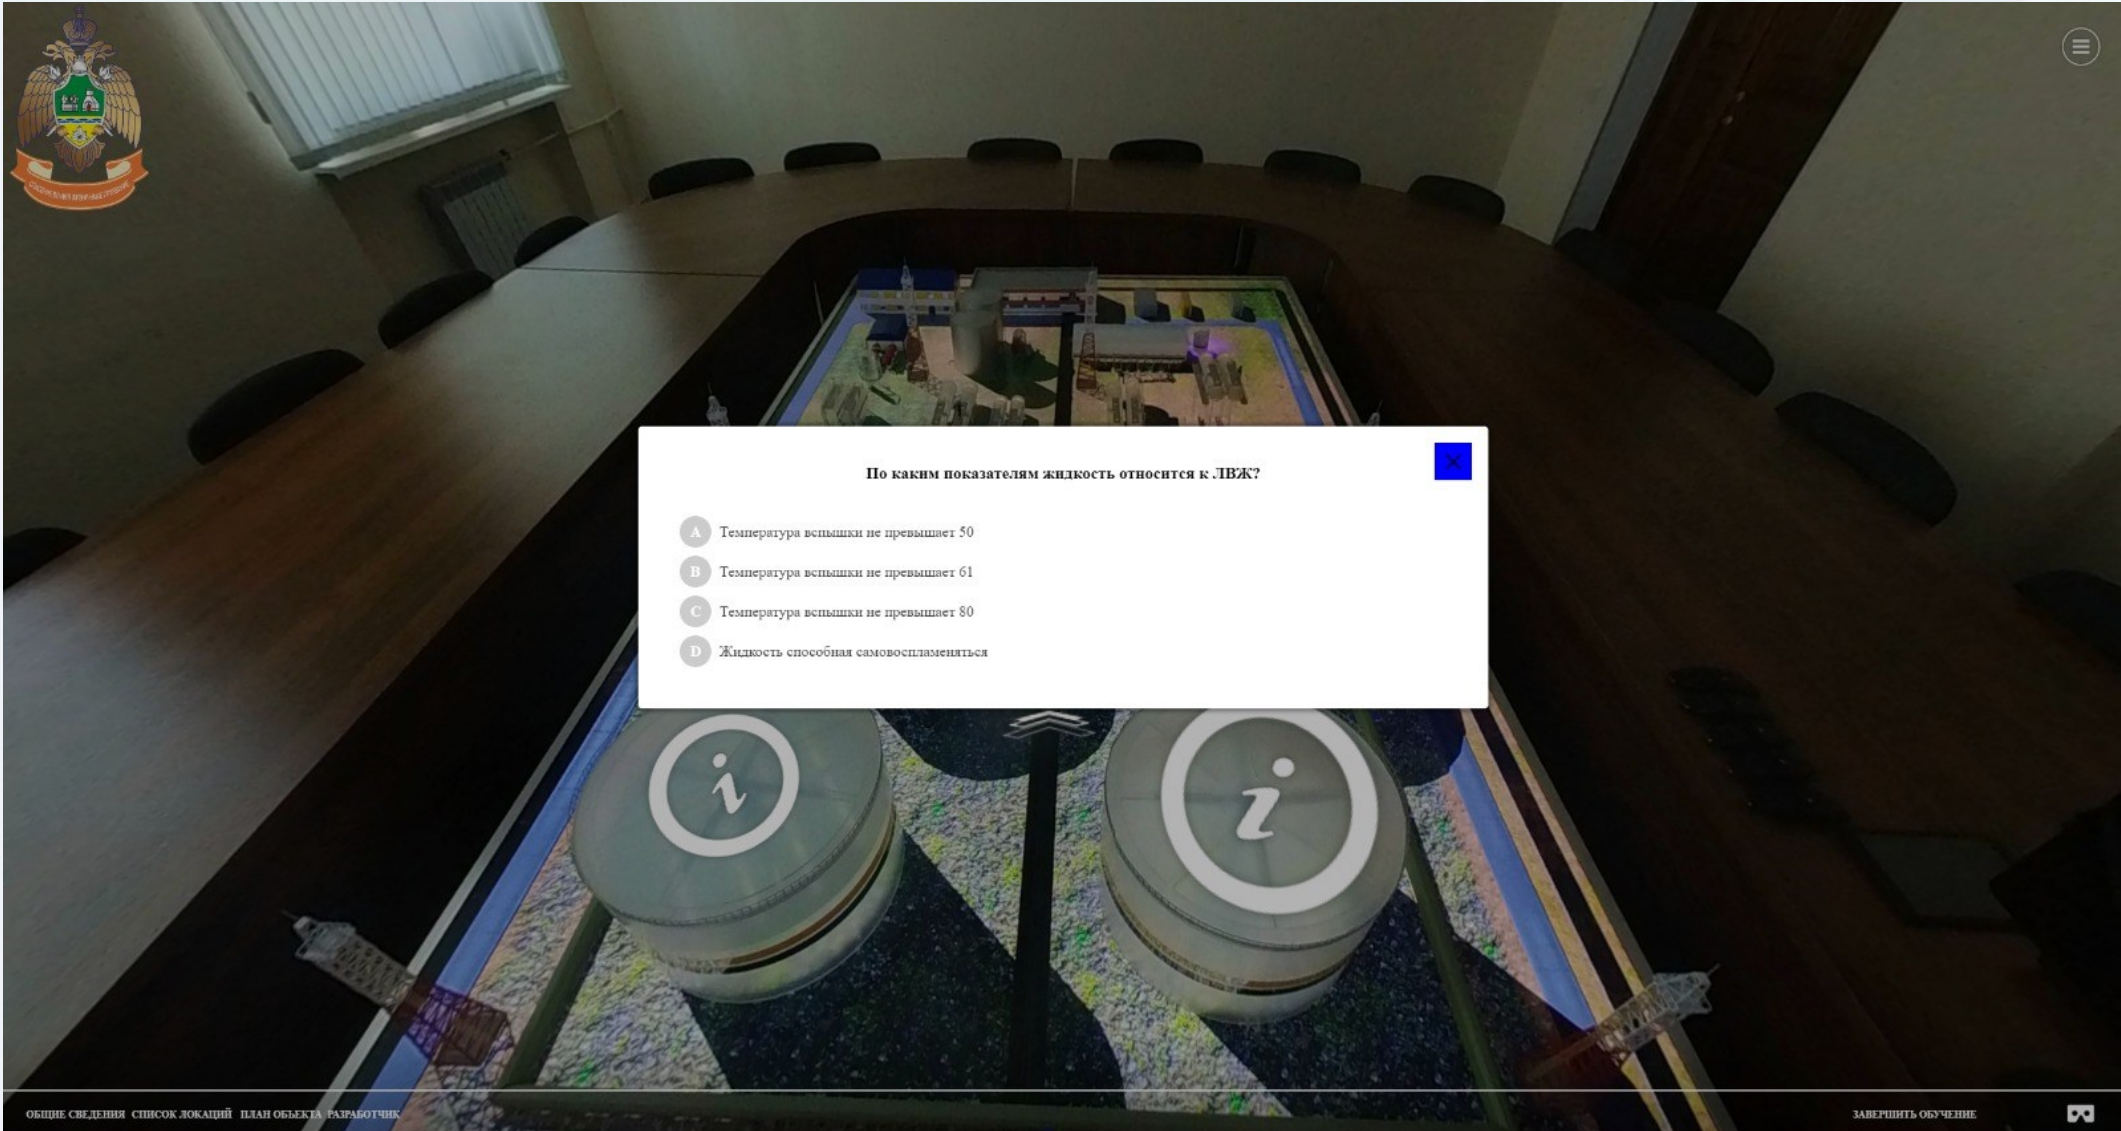 По каким показателям жидкость относится к ЛВЖ?
A Температура вспышки не превышает 50
B Температура вспышки не превышает 61
C Температура вспышки не превышает 80
D Жидкость способная самовоспламеняться
ОБЩИЕ СВЕДЕНИЯ СПИСОК ЛОКАЦИЙ ПЛАН ОБЪЕКТА РАЗРАБОТЧИК
ЗАВЕРШИТЬ ОБУЧЕНИЕ